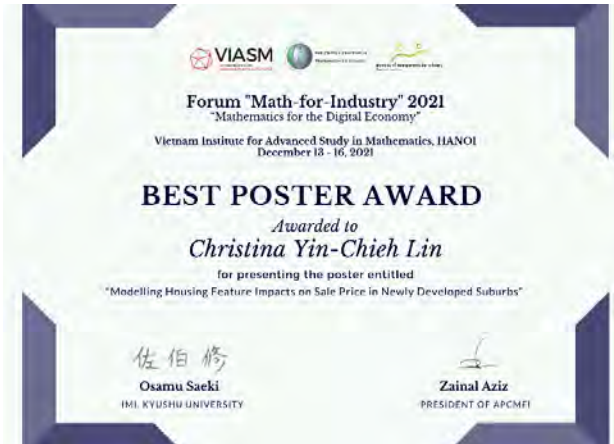 VIASM
Forum "Math-for-Industry" 2021
"Mathematics for the Digital Economy"
Vietnam Institute for Advanced Study in Mathematics, HANOI
December 13 - 16, 2021
BEST POSTER AWARD
Awarded to
Christina Yin-Chieh Lin
for presenting the poster entitled
"Modelling Housing Feature Impacts on Sale Price in Newly Developed Suburbs"
佐伯修
Osamu Saeki
Zainal Aziz
IMI, KYUSHU UNIVERSITY
PRESIDENT OF APCMFI